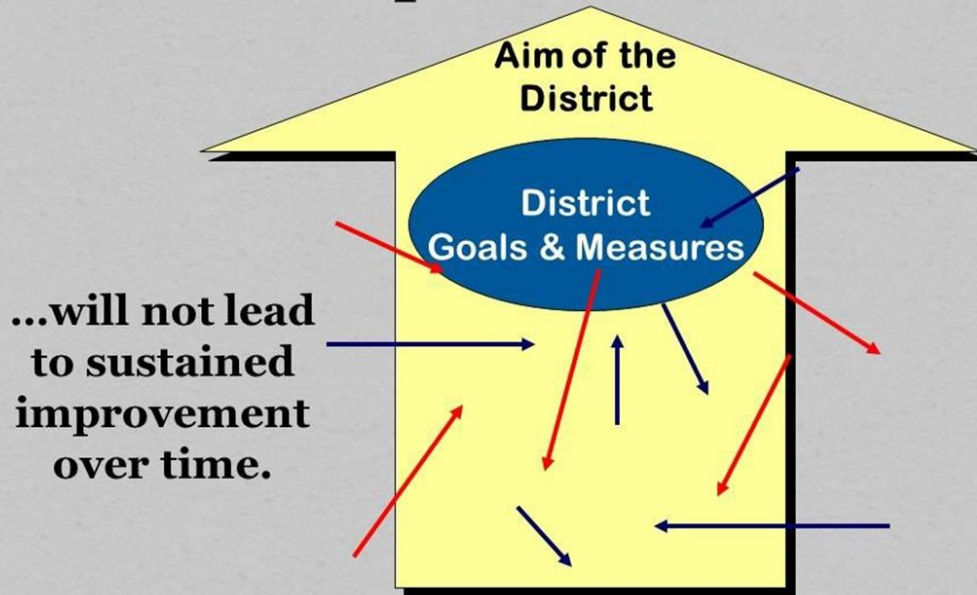 Aim of the
District
District
Goals & Measures
...will not lead
to sustained
improvement
over time.